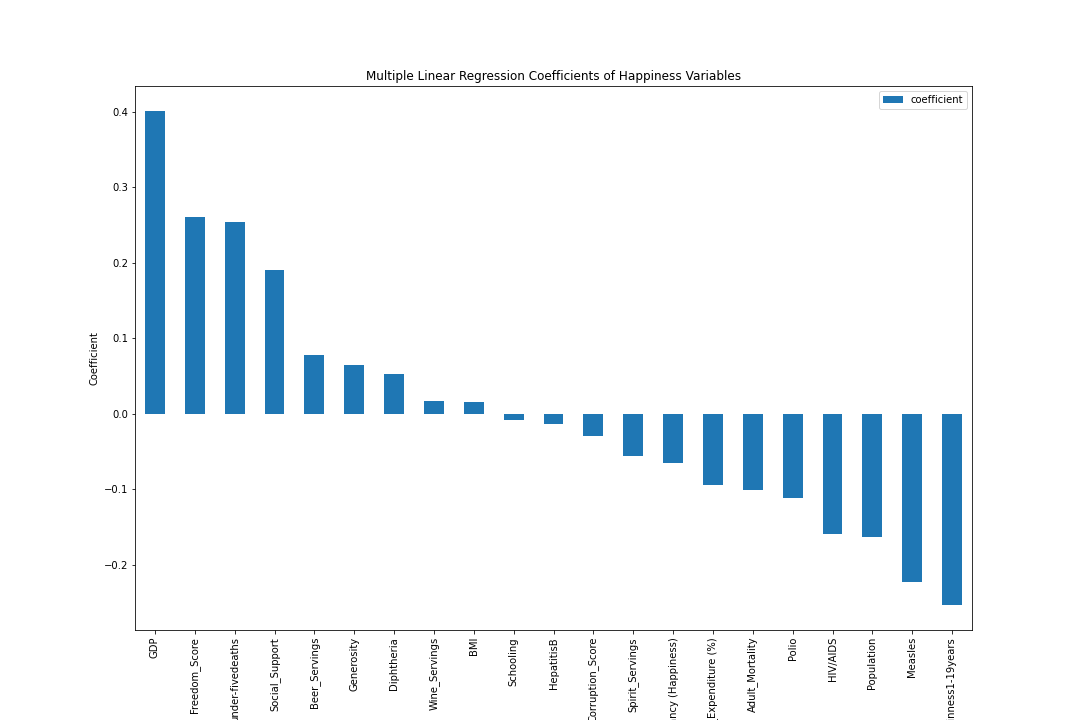 Multiple Linear Regression Coefficients of Happiness Variables
coefficient
0.4
0.3
0.2
0.1
0.0
−0.1
−0.2
Coefficient
GDP
Freedom_Score
under-fivedeaths
Social_Support
Beer_Servings
Generosity
Diphtheria
Wine_Servings
BMI
Schooling
HepatitisB
Corruption_Score
Spirit_Servings
ncy (Happiness)
_Expenditure (%)
Adult_Mortality
Polio
HIV/AIDS
Population
Measles
nness1-19years